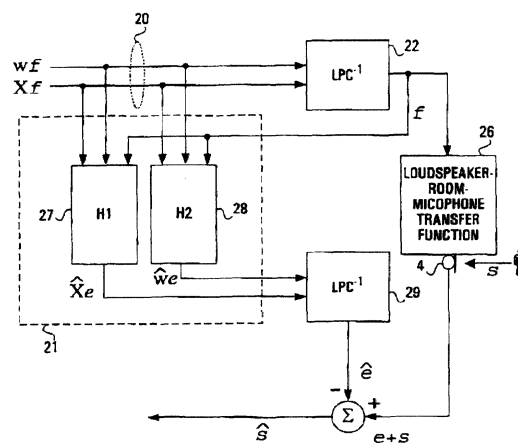 20
22
wf
Xf
LPC⁻¹
f
26
LOUDSPEAKER-
ROOM-
MICOPHONE
TRANSFER
FUNCTION
27
H1
H2
28
4
s
X̂e
ŵe
LPC⁻¹
29
21
ê
−
+
Σ
ŝ
e+s